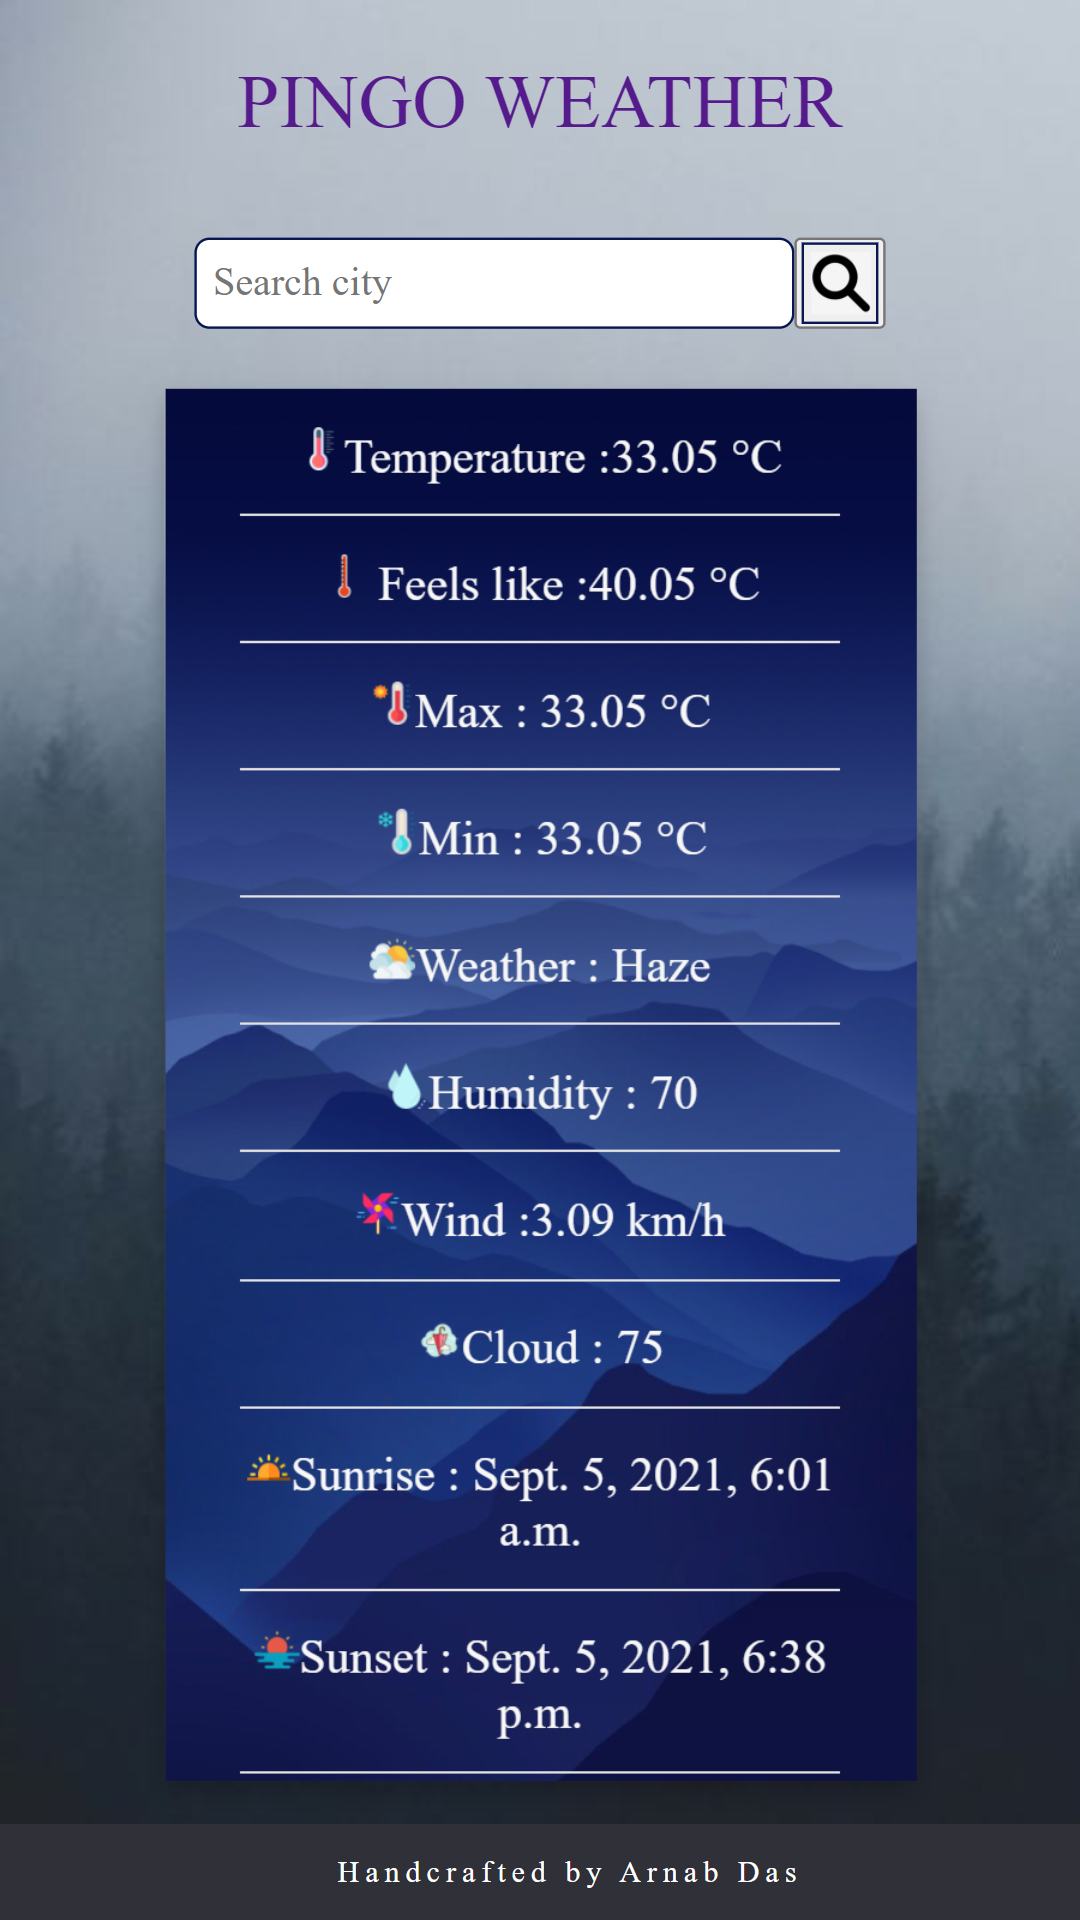 PINGO WEATHER
Search city
Temperature :33.05 °C
Feels like :40.05 °C
Max : 33.05 °C
Min : 33.05 °C
Weather : Haze
Humidity : 70
Wind :3.09 km/h
Cloud : 75
Sunrise : Sept. 5, 2021, 6:01
a.m.
Sunset : Sept. 5, 2021, 6:38
p.m.
Handcrafted by Arnab Das